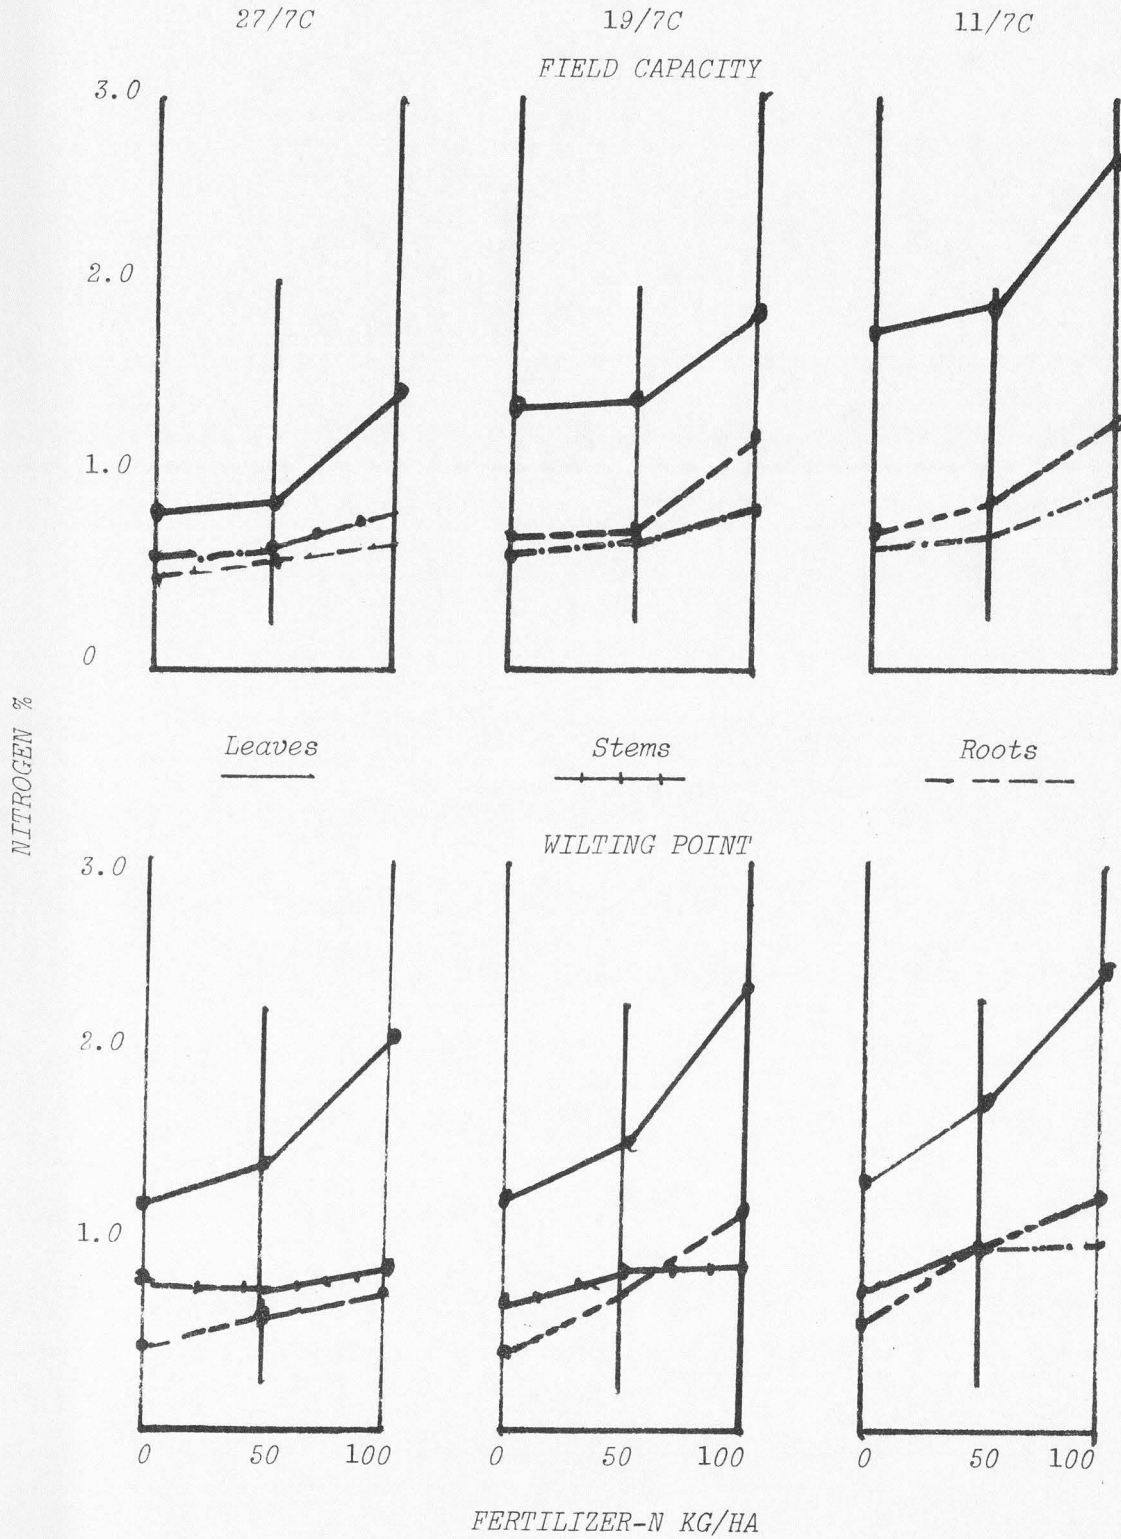 27/7C 19/7C 11/7C
FIELD CAPACITY
3.0
2.0
1.0
0
NITROGEN %
Leaves Stems Roots
WILTING POINT
3.0
2.0
1.0
0 50 100 0 50 100 0 50 100
FERTILIZER-N KG/HA